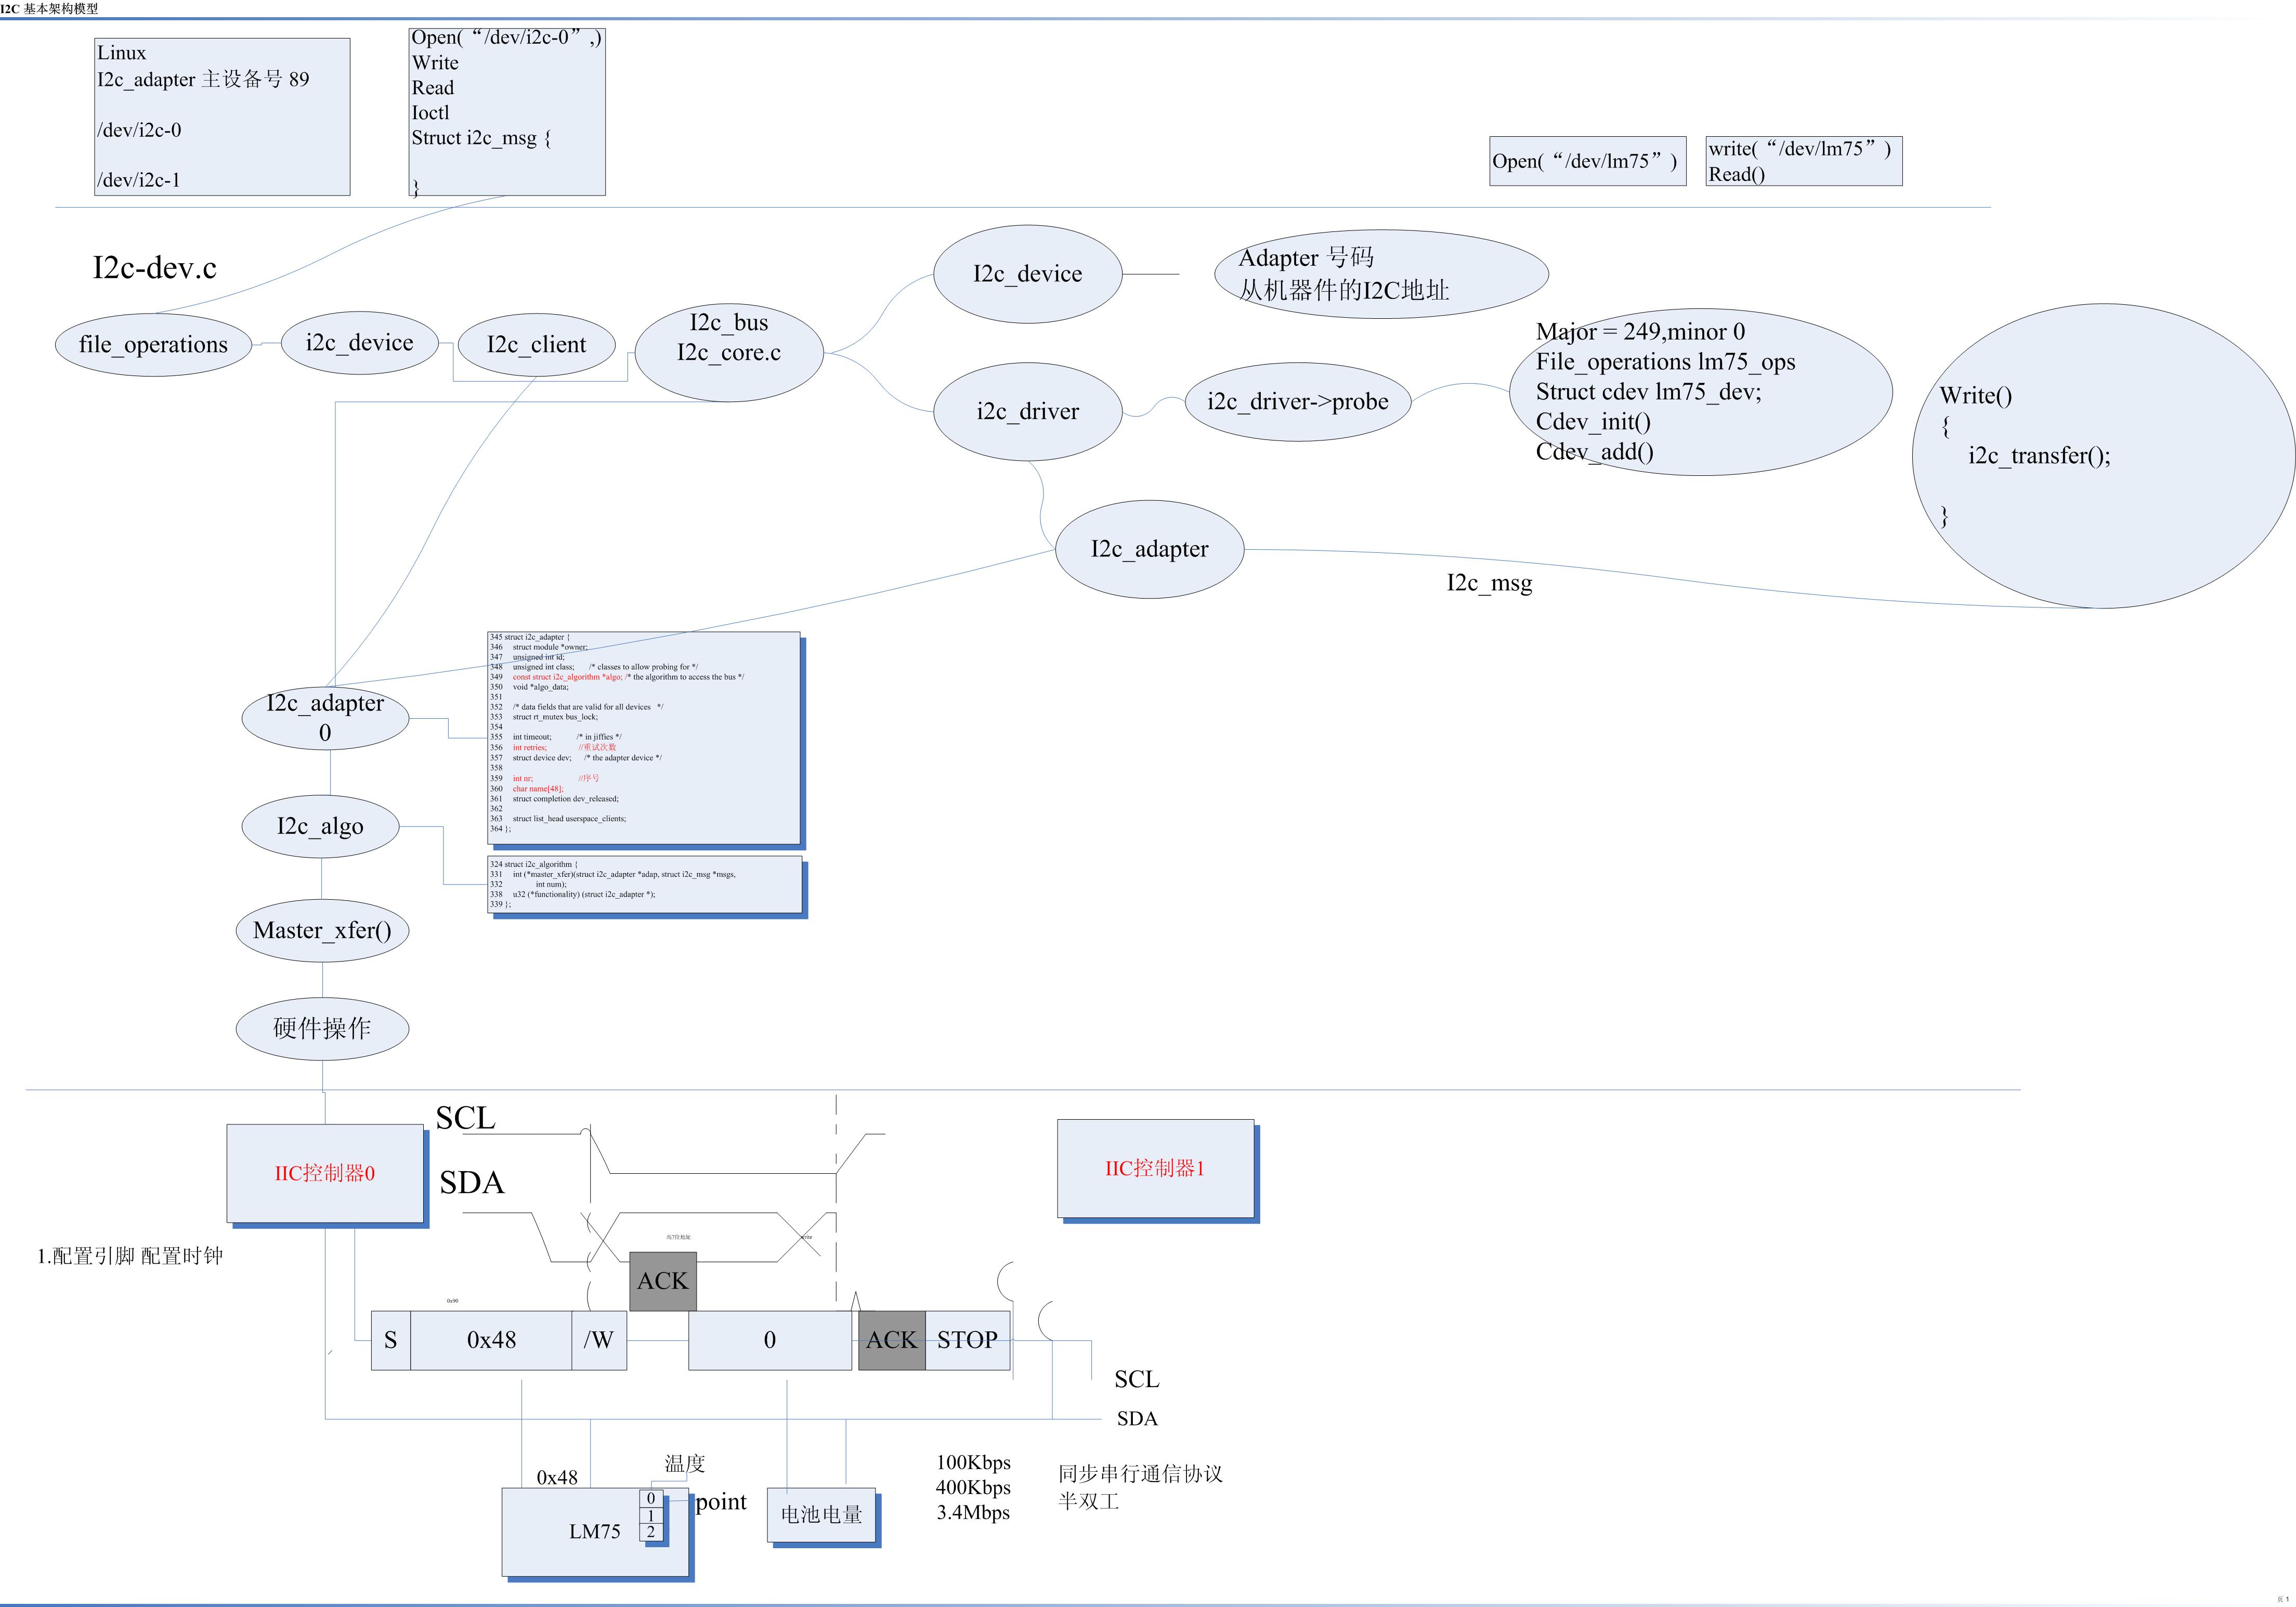 I2C 基本架构模型
Linux
I2c_adapter 主设备号 89
/dev/i2c-0
/dev/i2c-1
Open(“/dev/i2c-0”,)
Write
Read
Ioctl
Struct i2c_msg {
}
Open(“/dev/lm75”)
write(“/dev/lm75”)
Read()
I2c-dev.c
file_operations
i2c_device
I2c_client
I2c_bus
I2c_core.c
I2c_device
Adapter 号码
从机器件的I2C地址
i2c_driver
i2c_driver->probe
Major = 249,minor 0
File_operations lm75_ops
Struct cdev lm75_dev;
Cdev_init()
Cdev_add()
Write()
{
i2c_transfer();
}
I2c_adapter
I2c_msg
I2c_adapter
0
345 struct i2c_adapter {
346 struct module *owner;
347 unsigned int id;
348 unsigned int class; /* classes to allow probing for */
349 const struct i2c_algorithm *algo; /* the algorithm to access the bus */
350 void *algo_data;
351
352 /* data fields that are valid for all devices */
353 struct rt_mutex bus_lock;
354
355 int timeout; /* in jiffies */
356 int retries; //重试次数
357 struct device dev; /* the adapter device */
358
359 int nr; //序号
360 char name[48];
361 struct completion dev_released;
362
363 struct list_head userspace_clients;
364 };
I2c_algo
324 struct i2c_algorithm {
331 int (*master_xfer)(struct i2c_adapter *adap, struct i2c_msg *msgs,
332 int num);
338 u32 (*functionality) (struct i2c_adapter *);
339 };
Master_xfer()
硬件操作
SCL
IIC控制器0
IIC控制器1
SDA
1.配置引脚 配置时钟
高7位地址
write
ACK
0x90
S
0x48
/W
0
ACK
STOP
SCL
SDA
0x48
温度
point
LM75
0
1
2
电池电量
100Kbps
400Kbps
3.4Mbps
同步串行通信协议
半双工
页 1